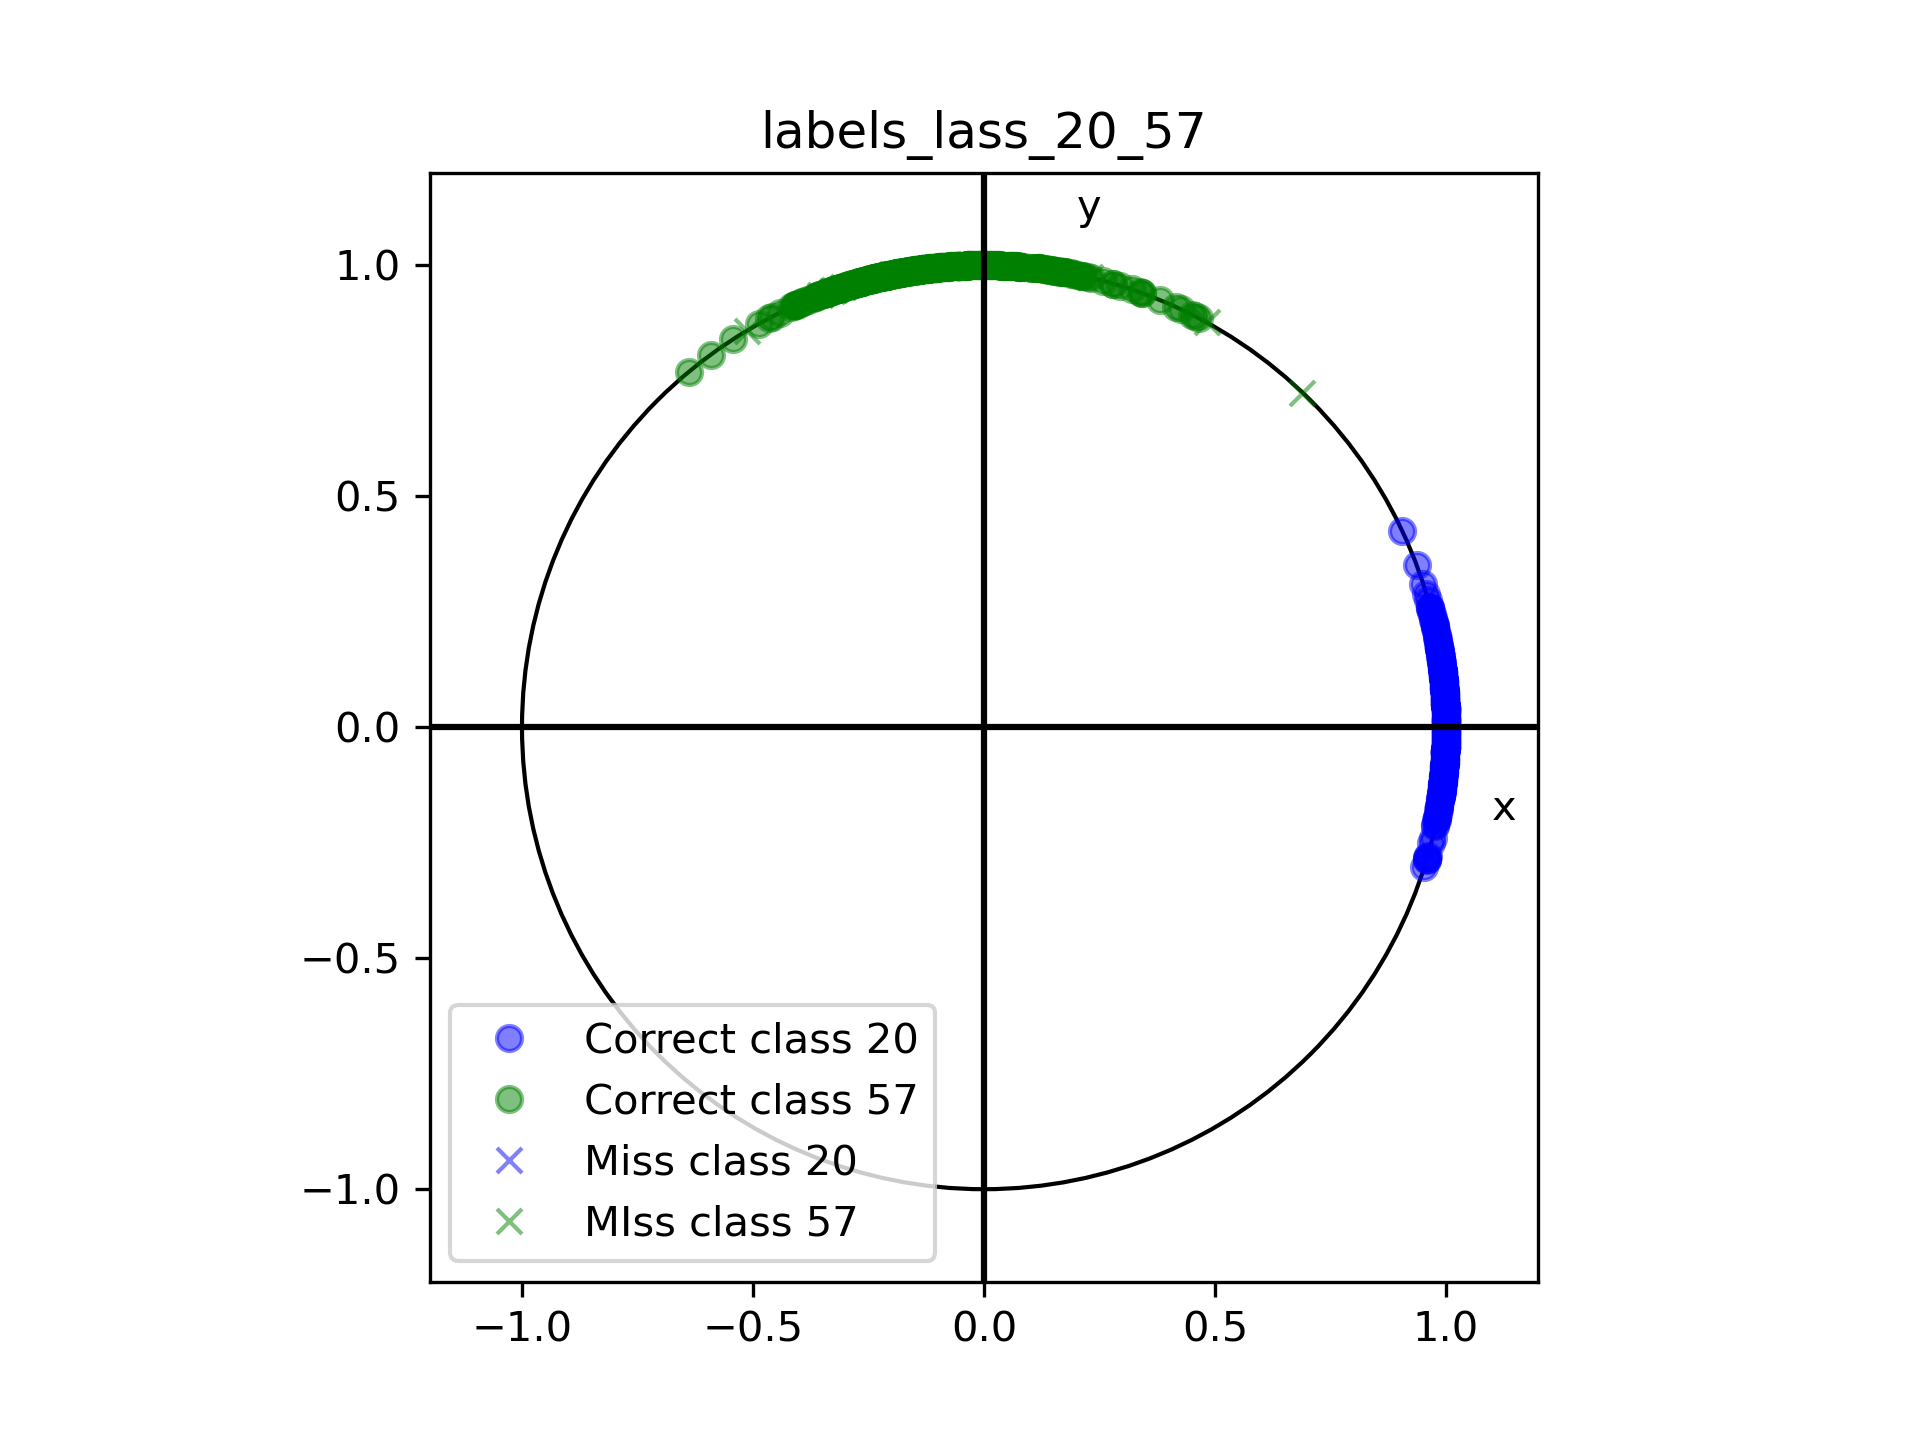 labels_lass_20_57
y
1.0
0.5
0.0
−0.5
−1.0
x
Correct class 20
Correct class 57
Miss class 20
MIss class 57
−1.0 −0.5 0.0 0.5 1.0